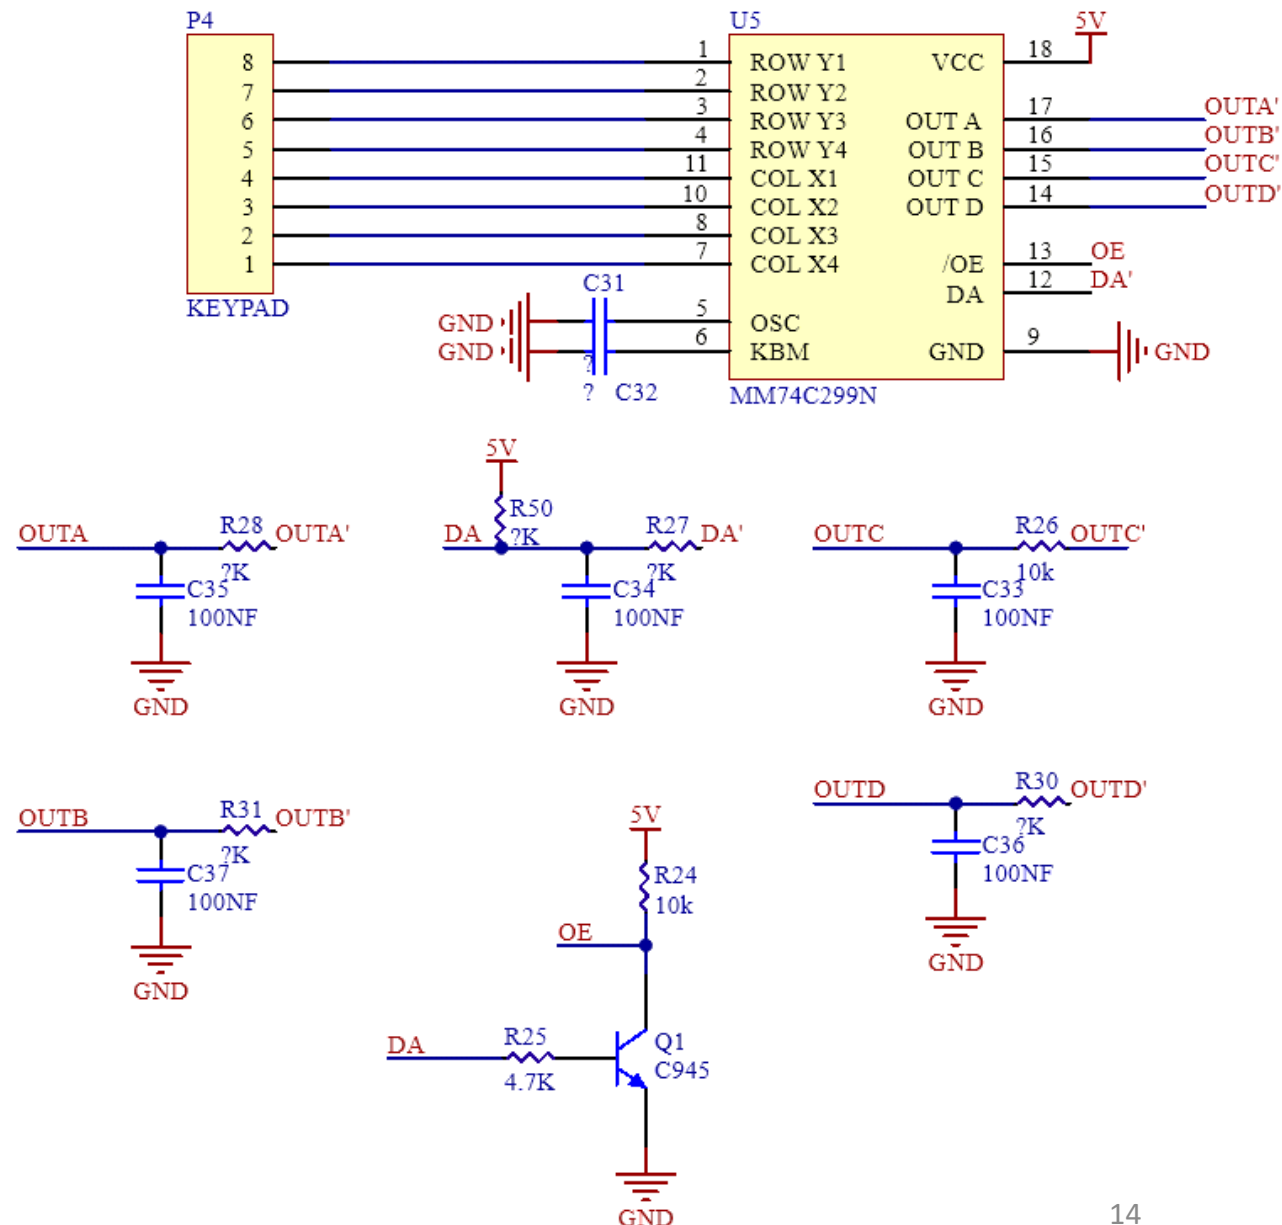 P4
U5
5V
8
1
ROW Y1
VCC
18
7
2
ROW Y2
6
3
ROW Y3
OUT A
17
OUTA'
5
4
ROW Y4
OUT B
16
OUTB'
4
11
COL X1
OUT C
15
OUTC'
3
10
COL X2
OUT D
14
OUTD'
2
8
COL X3
1
7
COL X4
/OE
13
OE
KEYPAD
C31
DA
12
DA'
GND
5
OSC
GND
6
KBM
GND
9
GND
?
?
C32
MM74C299N
5V
R50
?K
OUTA
R28
OUTA'
?K
C35
100NF
GND
DA
R27
DA'
?K
C34
100NF
GND
OUTC
R26
OUTC'
10k
C33
100NF
GND
OUTB
R31
OUTB'
?K
C37
100NF
GND
5V
R24
10k
OE
DA
R25
4.7K
Q1
C945
GND
OUTD
R30
OUTD'
?K
C36
100NF
GND
14